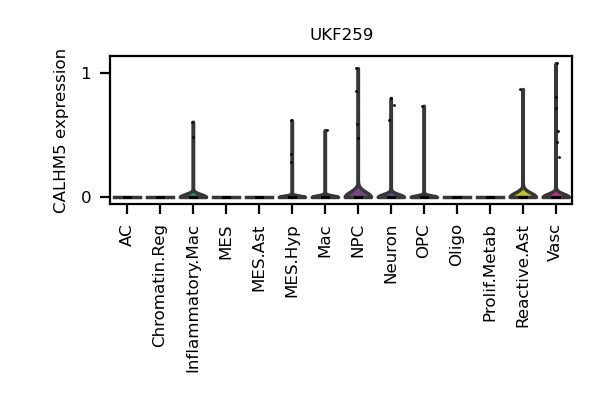 UKF259
CALHM5 expression
1
0
AC
Chromatin.Reg
Inflammatory.Mac
MES
MES.Ast
MES.Hyp
Mac
NPC
Neuron
OPC
Oligo
Prolif.Metab
Reactive.Ast
Vasc